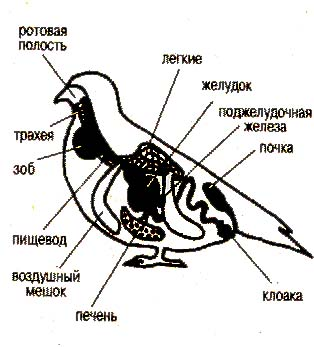 ротовая
полость
легкие
желудок
поджелудочная
железа
почка
трахея
зоб
пищевод
воздушный
мешок
печень
клоака